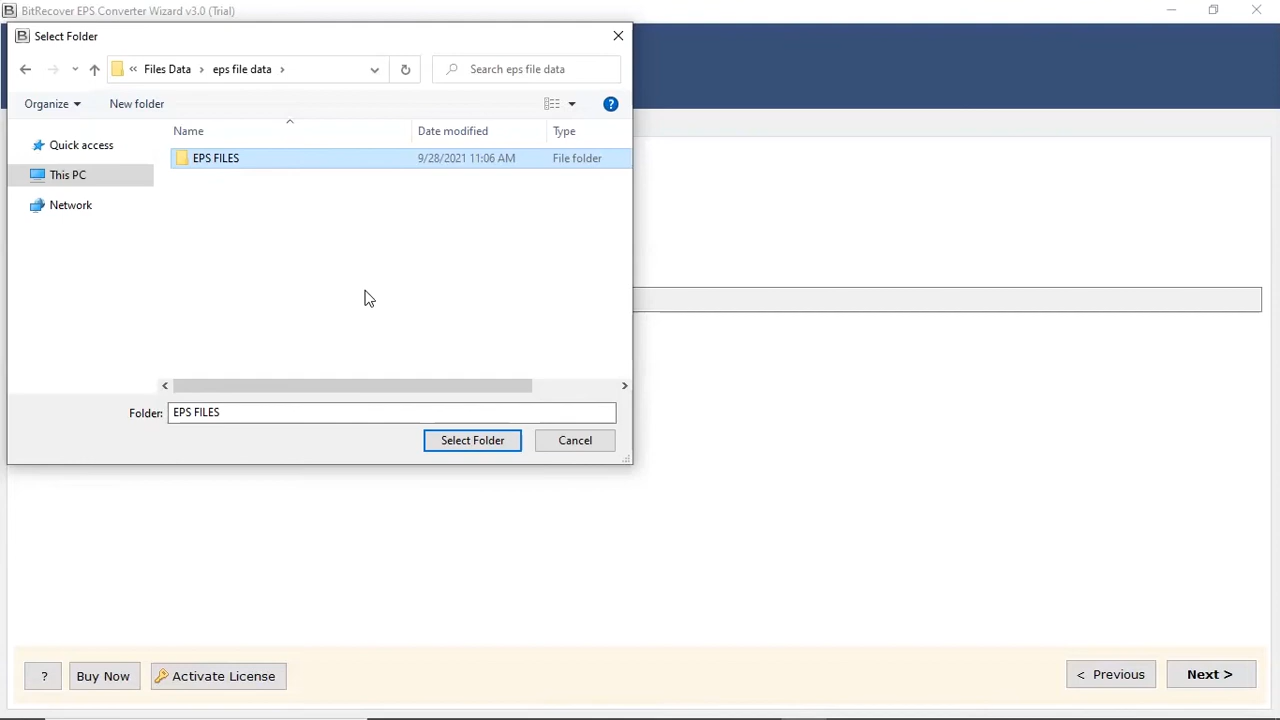 BitRecover EPS Converter Wizard v3.0 (Trial)
Select Folder
« Files Data > eps file data >
Search eps file data
Organize
New folder
?
Name
Date modified
Type
Quick access
This PC
Network
EPS FILES
9/28/2021 11:06 AM
File folder
Folder:
EPS FILES
Select Folder
Cancel
?
Buy Now
Activate License
< Previous
Next >